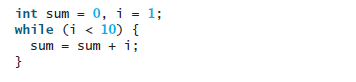 int sum = 0, i = 1;
while (i < 10) {
  sum = sum + i;
}